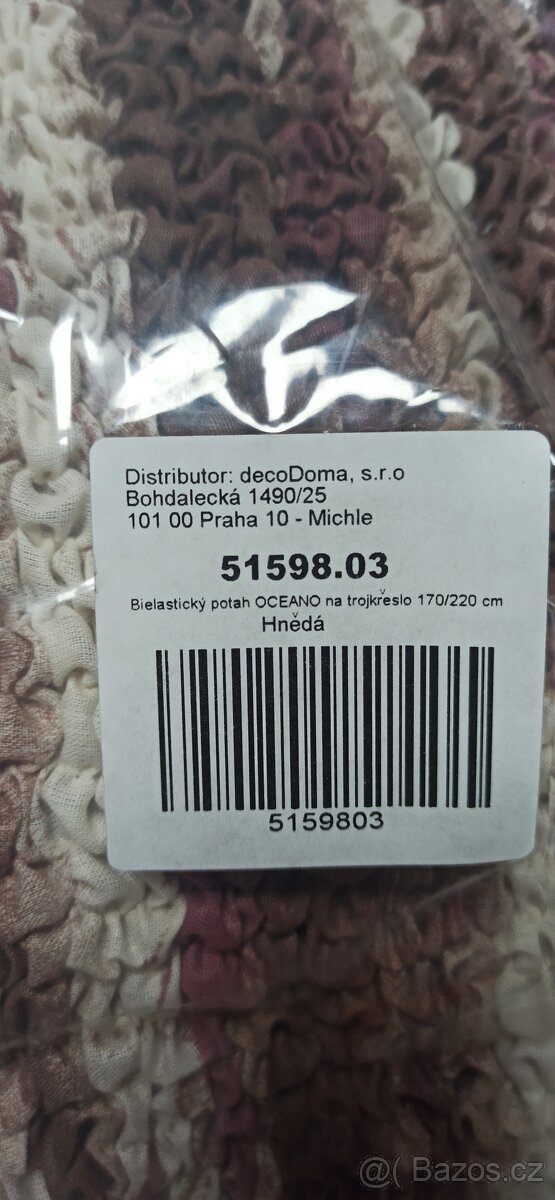 Distributor: decoDoma, s.r.o
Bohdalecká 1490/25
101 00 Praha 10 - Michle
51598.03
Bielastický potah OCEANO na trojkřeslo 170/220 cm
Hnědá
5159803
@( Bazos.cz